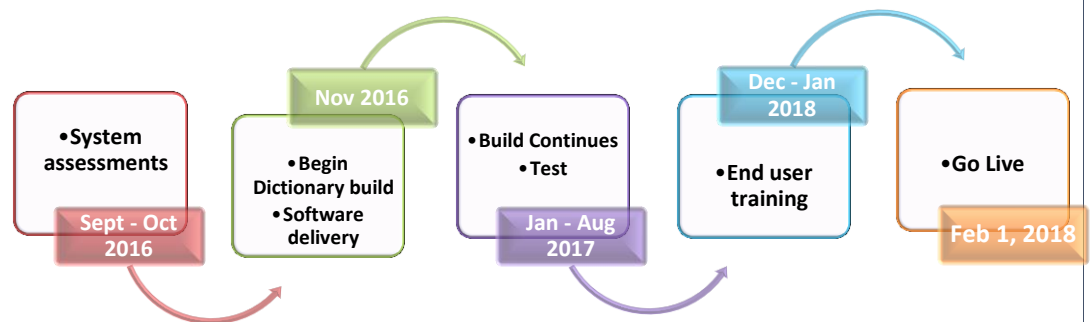 •System
assessments
Sept - Oct
2016
Nov 2016
•Begin
Dictionary build
•Software
delivery
•Build Continues
•Test
Jan - Aug
2017
Dec - Jan
2018
•End user
training
•Go Live
Feb 1, 2018